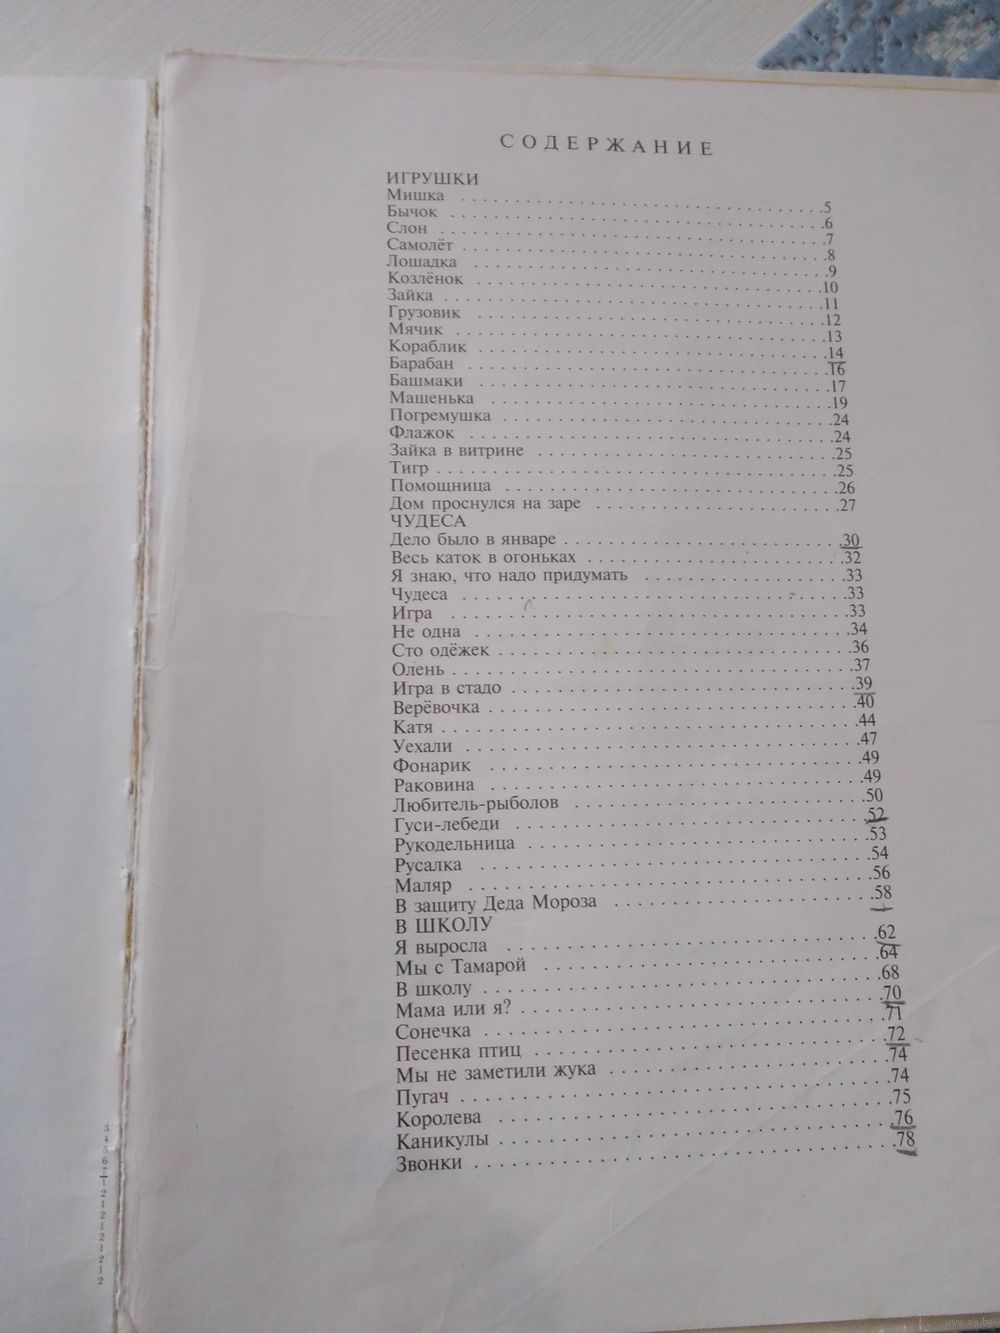 СОДЕРЖАНИЕ
ИГРУШКИ
Мишка . . . . . 5
Бычок . . . . . 6
Слон . . . . . 7
Самолёт . . . . . 8
Лошадка . . . . . 9
Козлёнок . . . . . 10
Зайка . . . . . 11
Грузовик . . . . . 12
Мячик . . . . . 13
Кораблик . . . . . 14
Барабан . . . . . 16
Башмаки . . . . . 17
Машенька . . . . . 19
Погремушка . . . . . 24
Флажок . . . . . 24
Зайка в витрине . . . . . 25
Тигр . . . . . 25
Помощница . . . . . 26
Дом проснулся на заре . . . . . 27
ЧУДЕСА
Дело было в январе . . . . . 30
Весь каток в огоньках . . . . . 32
Я знаю, что надо придумать . . . . . 33
Чудеса . . . . . 33
Игра . . . . . 33
Не одна . . . . . 34
Сто одёжек . . . . . 36
Олень . . . . . 37
Игра в стадо . . . . . 39
Верёвочка . . . . . 40
Катя . . . . . 44
Уехали . . . . . 47
Фонарик . . . . . 49
Раковина . . . . . 49
Любитель-рыболов . . . . . 50
Гуси-лебеди . . . . . 52
Рукодельница . . . . . 53
Русалка . . . . . 54
Маляр . . . . . 56
В защиту Деда Мороза . . . . . 58
В ШКОЛУ
Я выросла . . . . . 62
Мы с Тамарой . . . . . 64
В школу . . . . . 68
Мама или я? . . . . . 70
Сонечка . . . . . 71
Песенка птиц . . . . . 72
Мы не заметили жука . . . . . 74
Пугач . . . . . 74
Королева . . . . . 75
Каникулы . . . . . 76
Звонки . . . . . 78
www.ay.by